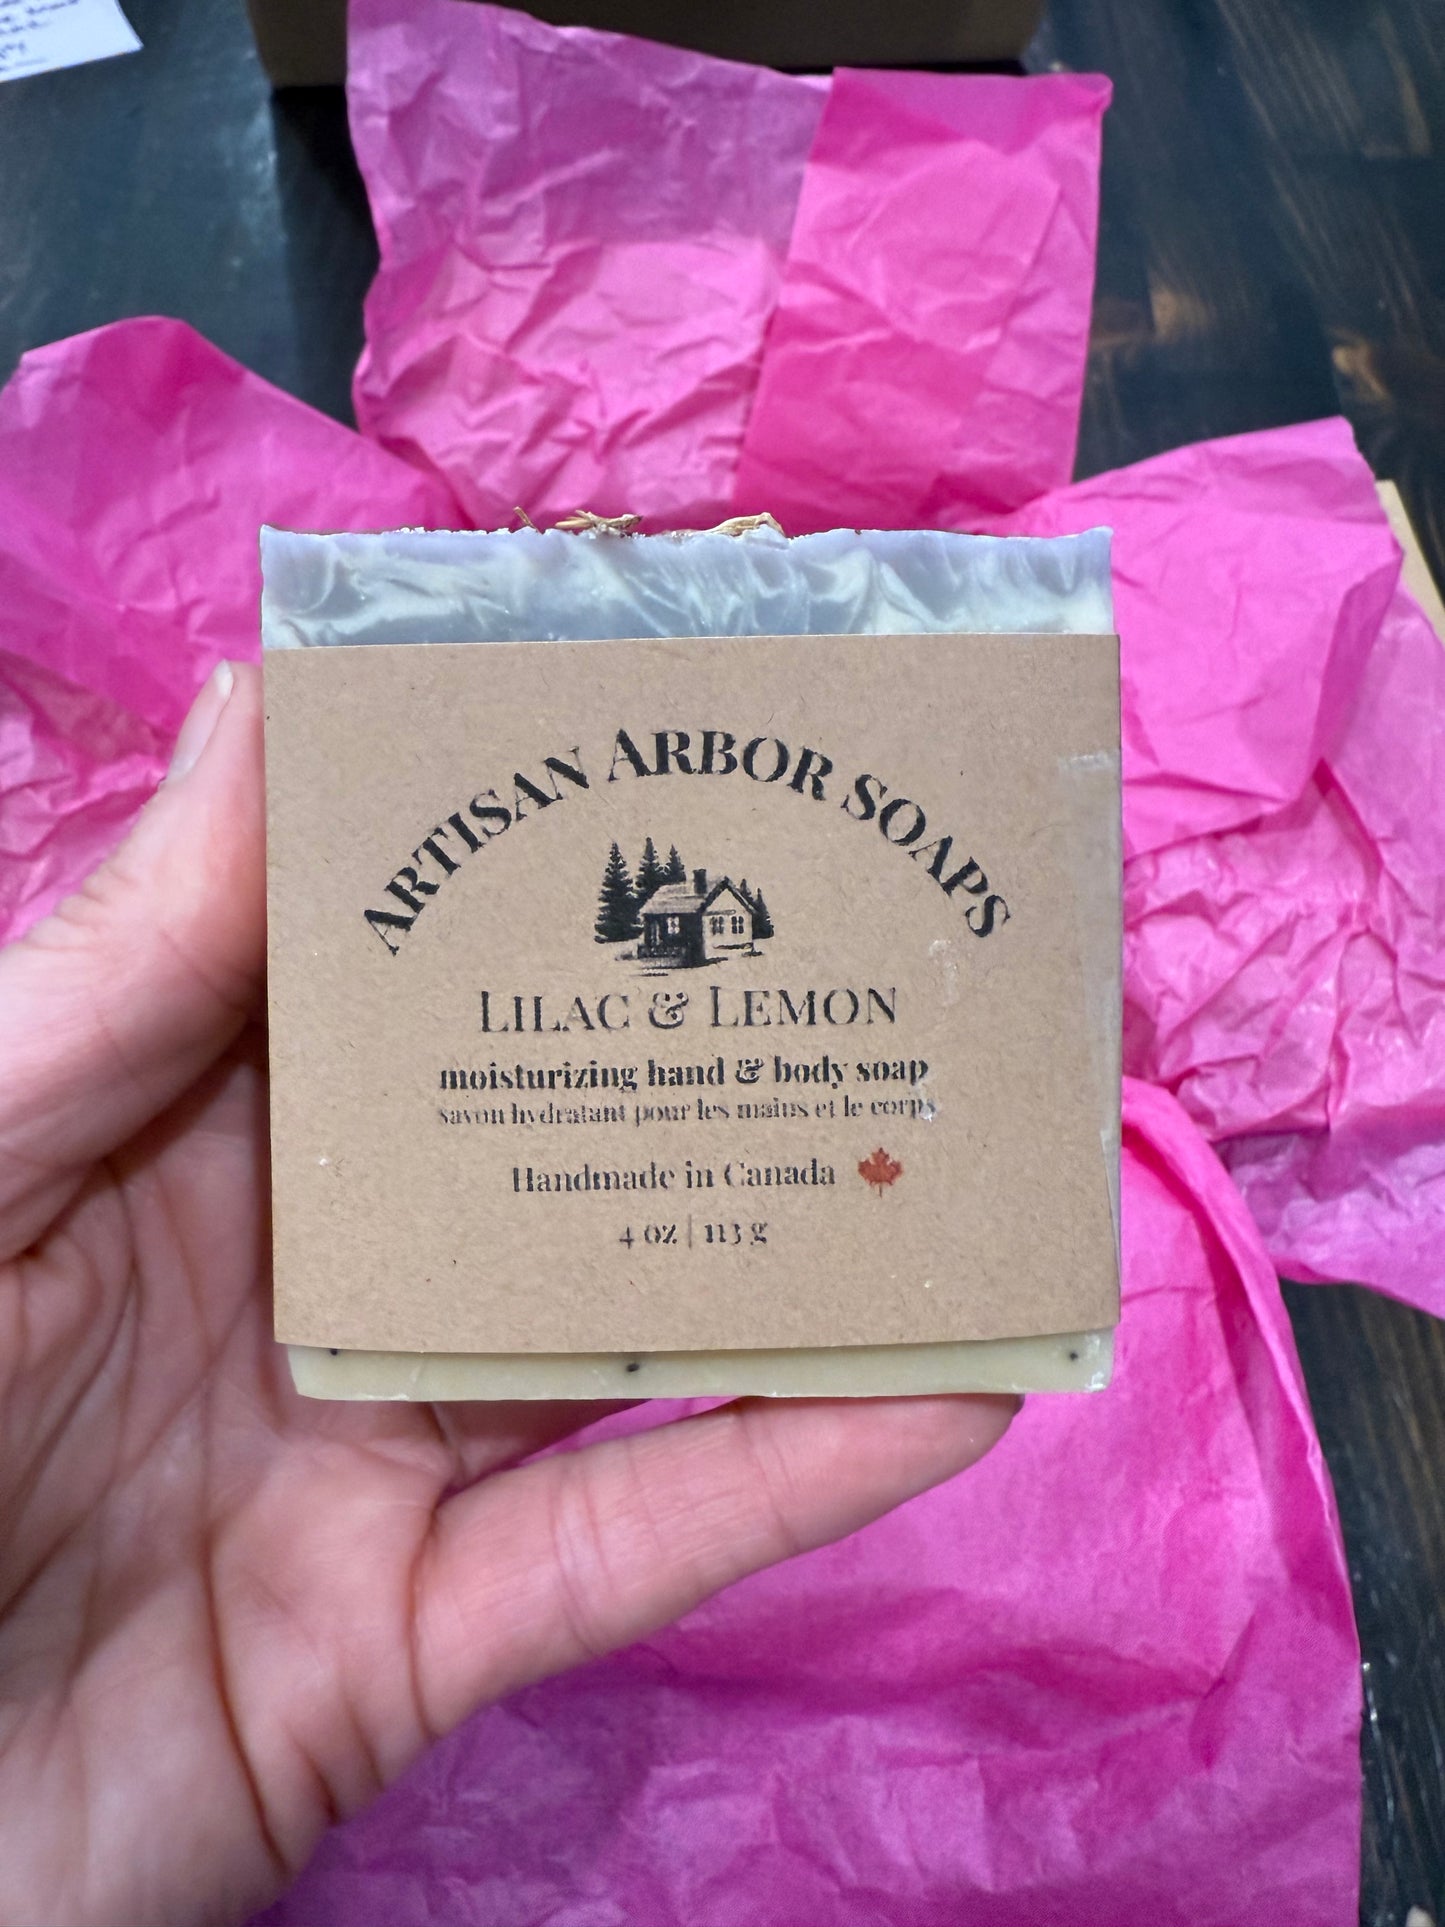 ARTISAN ARBOR SOAPS
LILAC & LEMON
moisturizing hand & body soap
savon hydratant pour les mains et le corps
Handmade in Canada
4 oz | 113 g